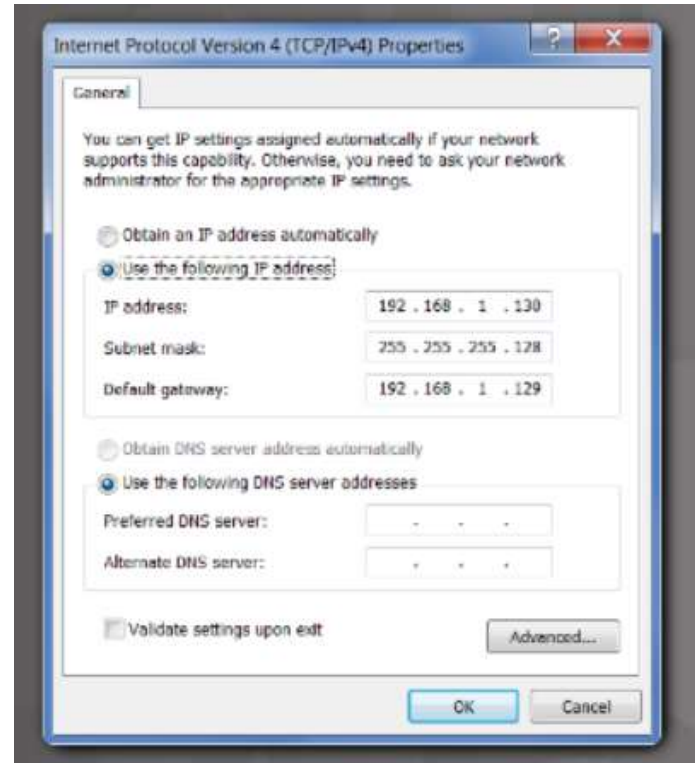 Internet Protocol Version 4 (TCP/IPv4) Properties
?
X
General
You can get IP settings assigned automatically if your network
supports this capability. Otherwise, you need to ask your network
administrator for the appropriate IP settings.
Obtain an IP address automatically
Use the following IP address:
IP address: 192 . 168 . 1 . 130
Subnet mask: 255 . 255 . 255 . 128
Default gateway: 192 . 168 . 1 . 129
Obtain DNS server address automatically
Use the following DNS server addresses
Preferred DNS server: . . .
Alternate DNS server: . . .
Validate settings upon exit
Advanced...
OK Cancel